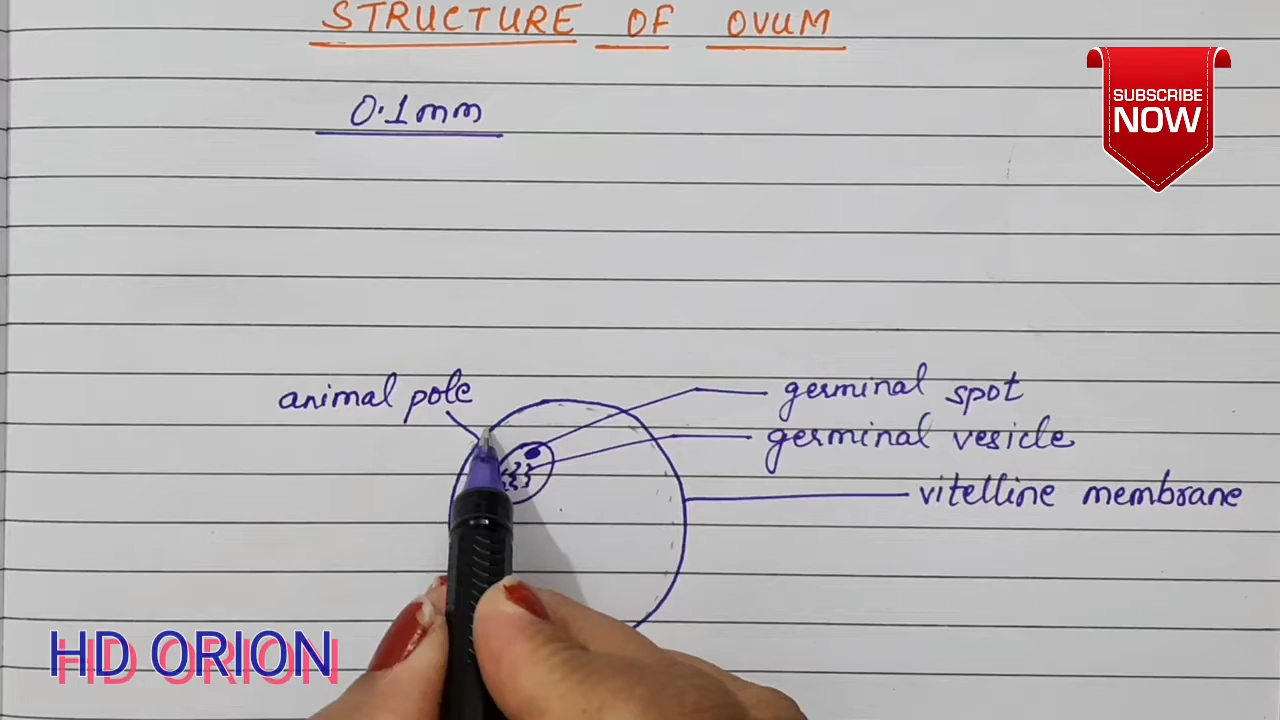 STRUCTURE OF OVUM
SUBSCRIBE
NOW
0.1mm
animal pole
germinal spot
germinal vesicle
vitelline membrane
HD ORION